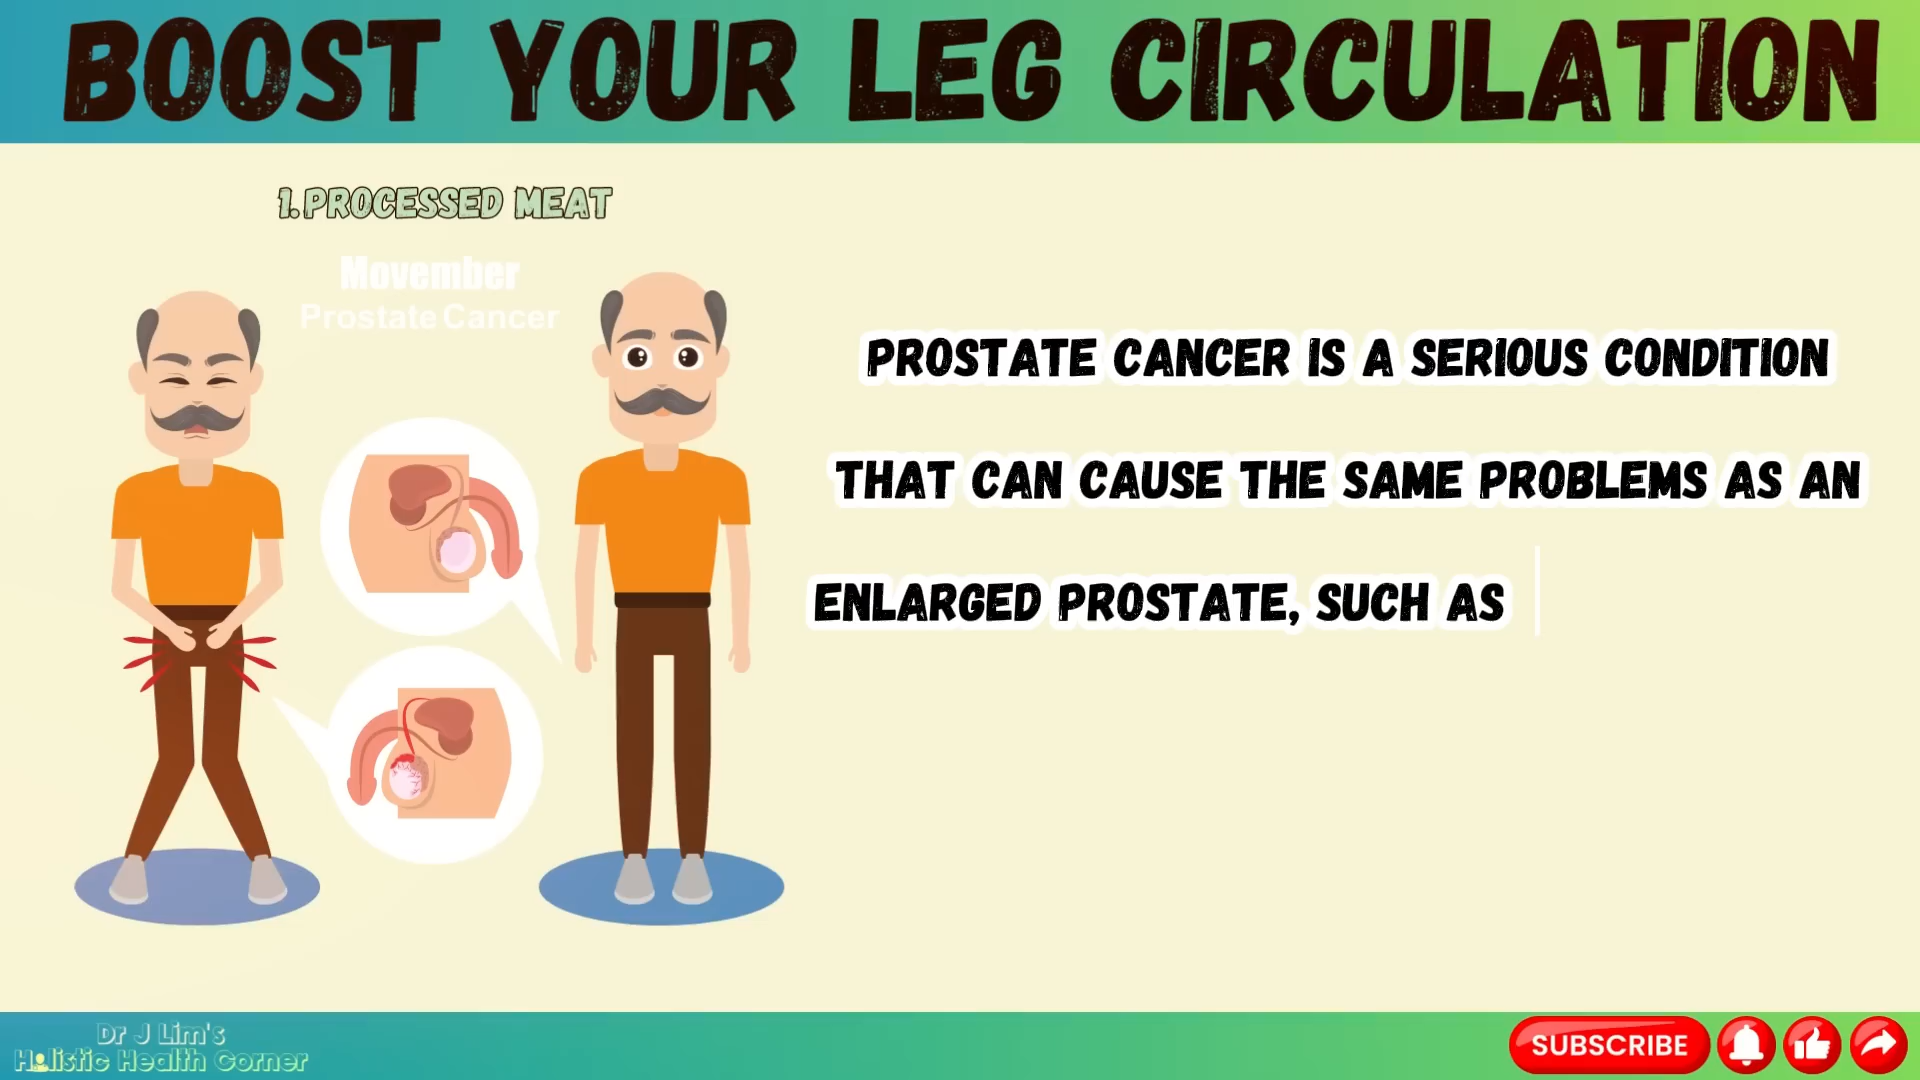 BOOST YOUR LEG CIRCULATION
1. PROCESSED MEAT
Movember
Prostate Cancer
PROSTATE CANCER IS A SERIOUS CONDITION
THAT CAN CAUSE THE SAME PROBLEMS AS AN
ENLARGED PROSTATE, SUCH AS
Dr J Lim's
Holistic Health Corner
SUBSCRIBE